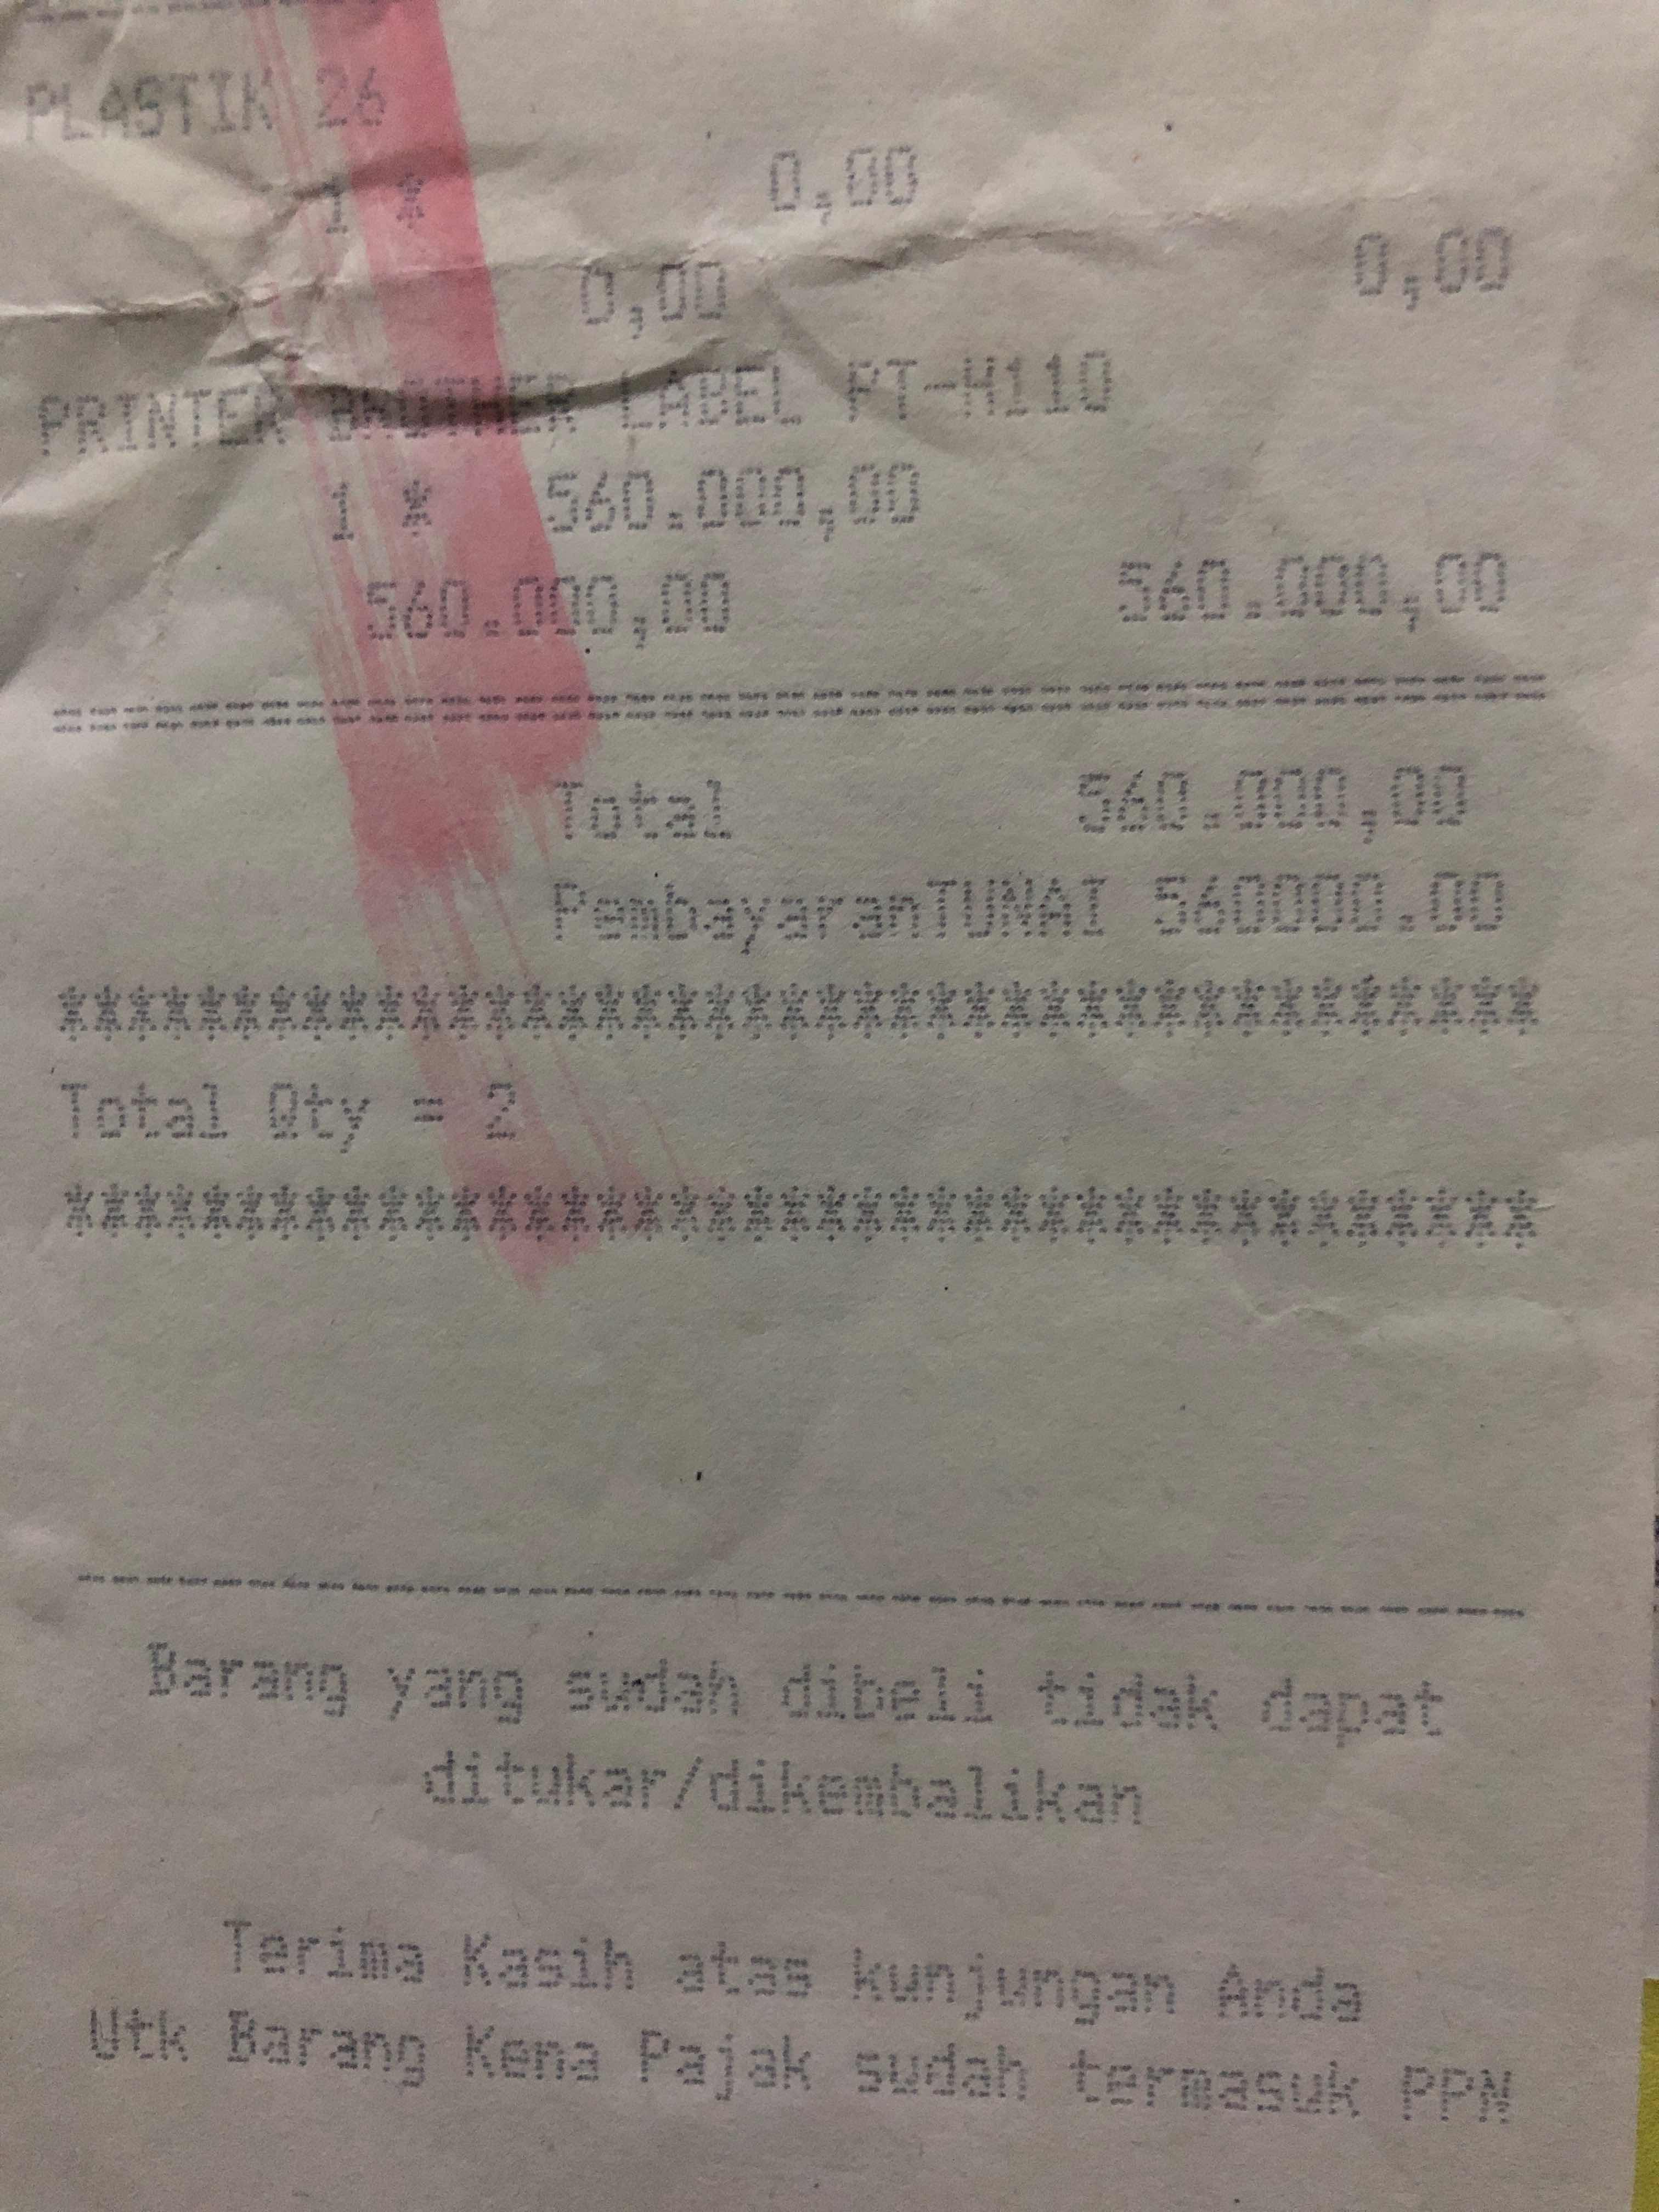 PLASTIK 26
1 * 0,00
0,00 0,00
PRINTER BROTHER LABEL PT-H110
1 * 560.000,00
560.000,00 560.000,00
Total 560.000,00
PembayaranTUNAI 560000.00
****************************************
Total Qty = 2
****************************************
Barang yang sudah dibeli tidak dapat
ditukar/dikembalikan
Terima Kasih atas kunjungan Anda
Utk Barang Kena Pajak sudah termasuk PPN